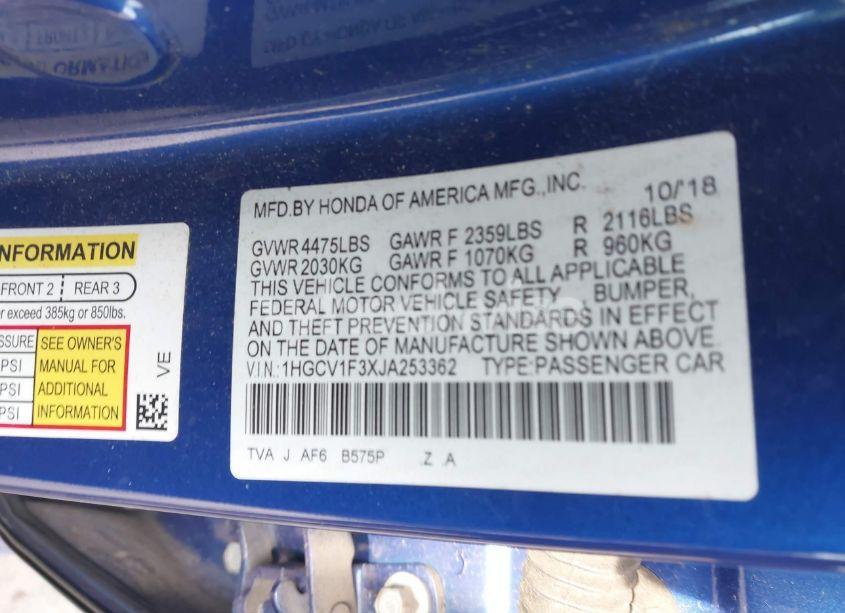 INFORMATION
FRONT 2 REAR 3
exceed 385kg or 850lbs.
SEE OWNER'S
PSI MANUAL FOR
PSI ADDITIONAL
PSI INFORMATION
VE
MFD.BY HONDA OF AMERICA MFG.,INC. 10/'18
GVWR 4475LBS GAWR F 2359LBS R 2116LBS
GVWR 2030KG GAWR F 1070KG R 960KG
THIS VEHICLE CONFORMS TO ALL APPLICABLE
FEDERAL MOTOR VEHICLE SAFETY BUMPER,
AND THEFT PREVENTION STANDARDS IN EFFECT
ON THE DATE OF MANUFACTURE SHOWN ABOVE.
V.I.N.:1HGCV1F3XJA253362 TYPE:PASSENGER CAR
TVA J AF6 B575P .Z .A